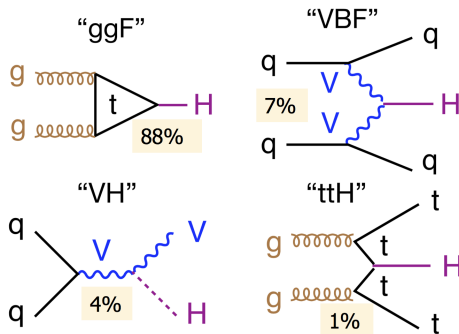 “ggF”
g
g
t
H
88%
“VBF”
q
q
V
7%
H
V
q
q
“VH”
q
V
V
q
4%
H
“ttH”
t
g
t
H
g
t
1%
t